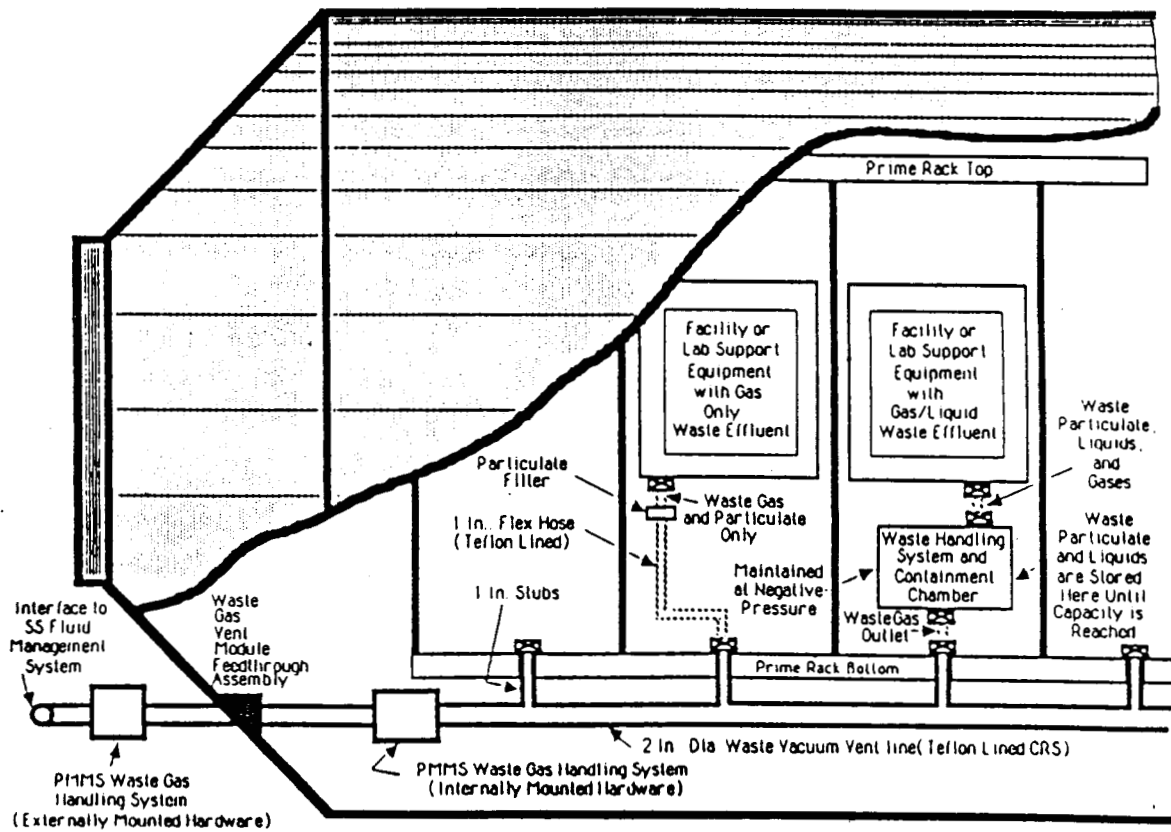 Prime Rack Top
Facility or
Lab Support
Equipment
with Gas
Only
Waste Effluent
Facility or
Lab Support
Equipment
with
Gas/Liquid
Waste Effluent
Waste
Particulate,
Liquids,
and
Gases
Particulate
Filter
Waste Gas
and Particulate
Only
1 In. Flex Hose
(Teflon Lined)
Waste Handling
System and
Containment
Chamber
Waste
Particulate
and Liquids
are Stored
Here Until
Capacity is
Reached
Maintained
at Negative
Pressure
1 In. Stubs
Waste Gas
Outlet
Interface to
SS Fluid
Management
System
Waste
Gas
Vent
Module
Feedthrough
Assembly
Prime Rack Bottom
2 In Dia Waste Vacuum Vent line(Teflon Lined CRS)
PMMS Waste Gas
Handling System
(Externally Mounted Hardware)
PMMS Waste Gas Handling System
(Internally Mounted Hardware)